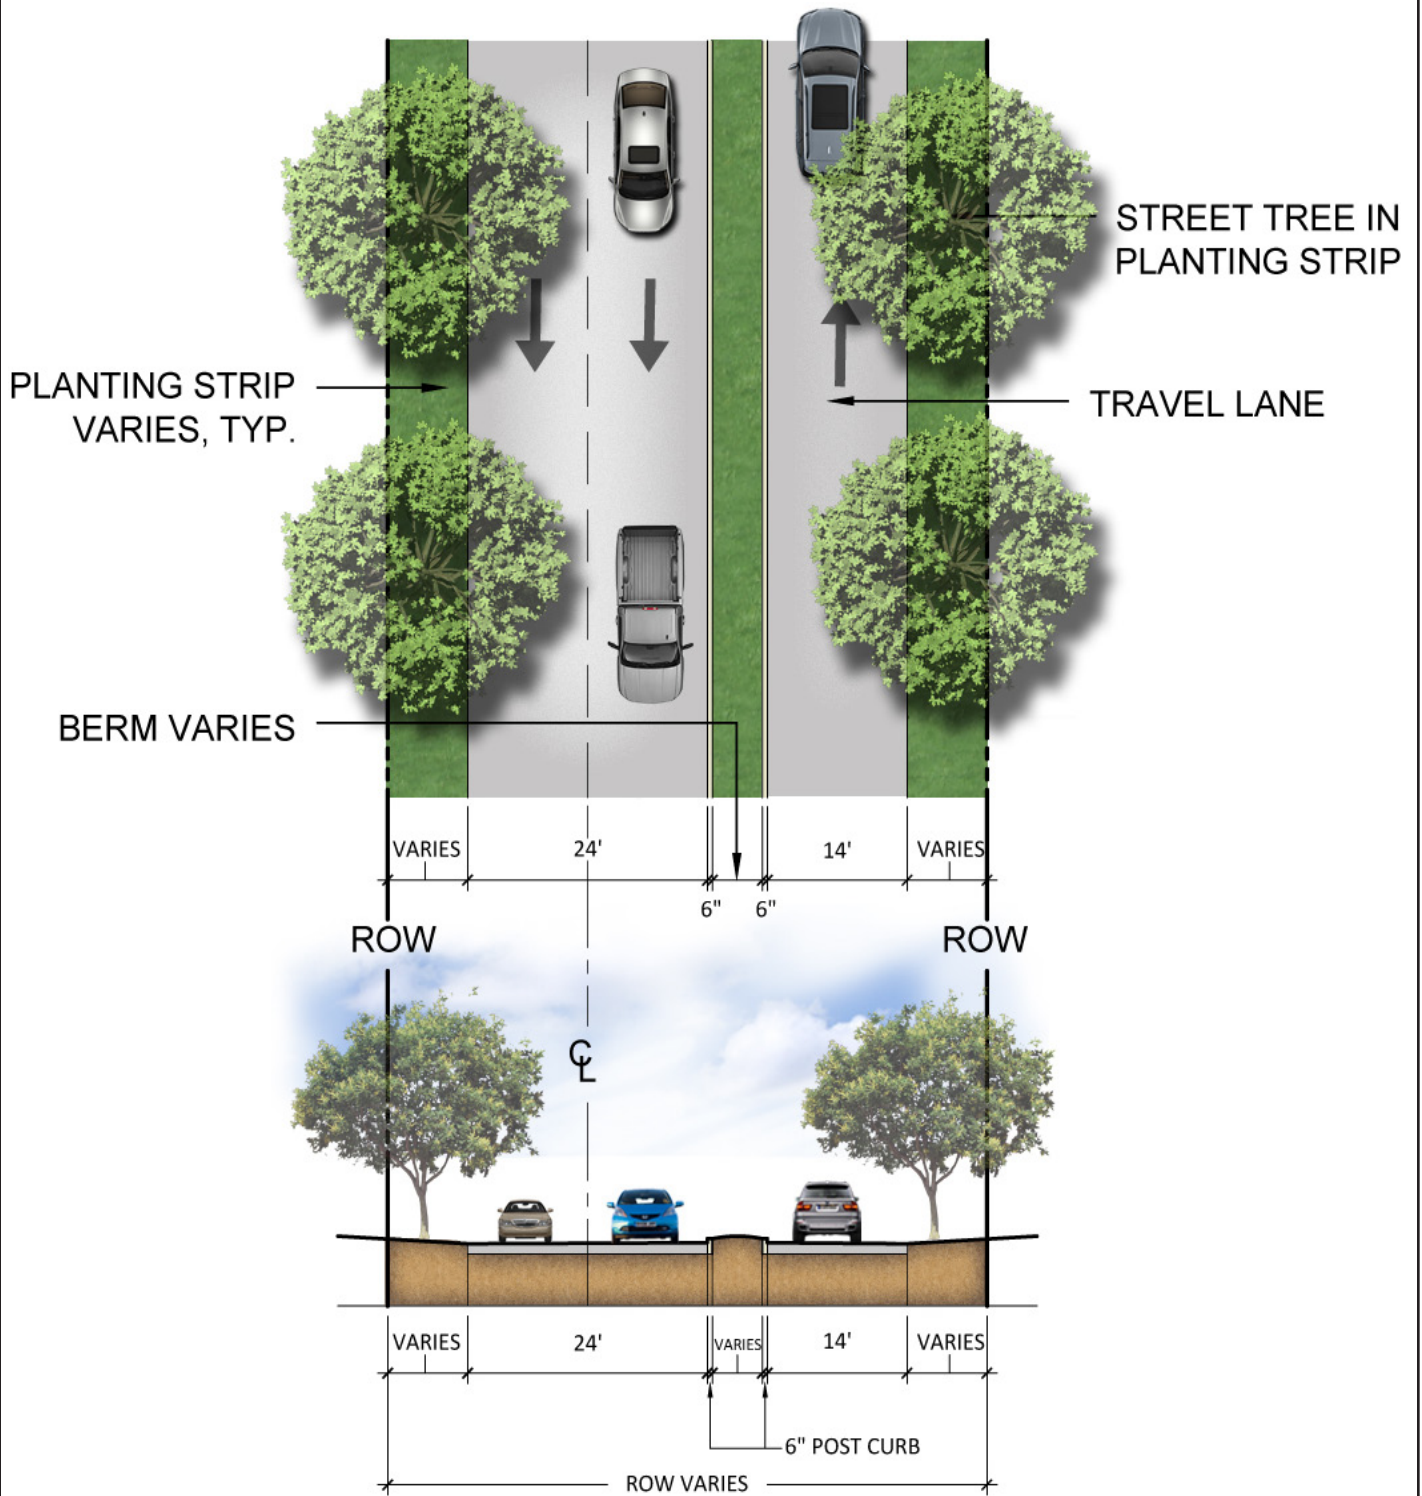 STREET TREE IN
PLANTING STRIP
PLANTING STRIP
VARIES, TYP.
TRAVEL LANE
BERM VARIES
VARIES
24'
14'
VARIES
6"
6"
ROW
ROW
CL
VARIES
24'
VARIES
14'
VARIES
6" POST CURB
ROW VARIES